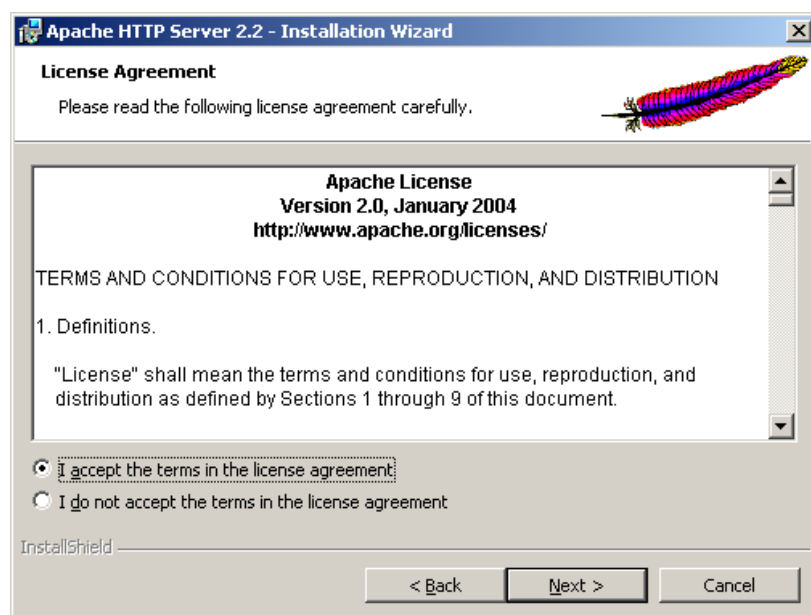 Apache HTTP Server 2.2 - Installation Wizard
License Agreement
Please read the following license agreement carefully.
Apache License
Version 2.0, January 2004
http://www.apache.org/licenses/
TERMS AND CONDITIONS FOR USE, REPRODUCTION, AND DISTRIBUTION
1. Definitions.
"License" shall mean the terms and conditions for use, reproduction, and
distribution as defined by Sections 1 through 9 of this document.
I accept the terms in the license agreement
I do not accept the terms in the license agreement
InstallShield
< Back Next > Cancel